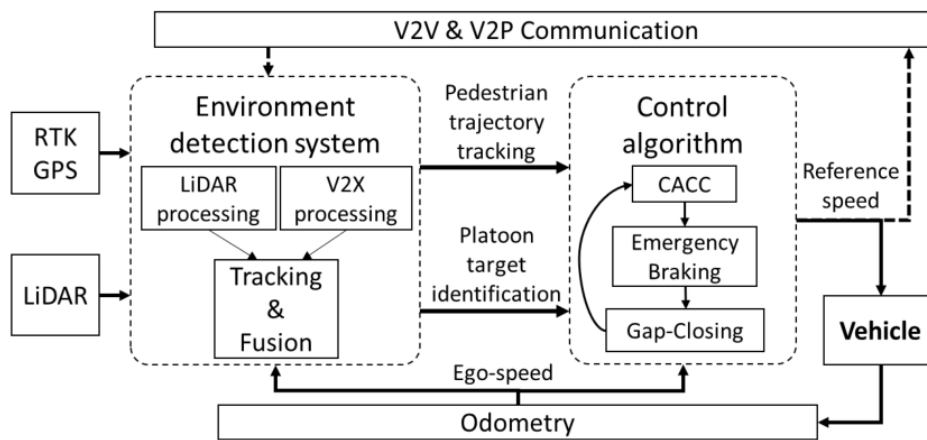 V2V & V2P Communication
RTK
GPS
LiDAR
Environment
detection system
LiDAR
processing
V2X
processing
Tracking
&
Fusion
Pedestrian
trajectory
tracking
Platoon
target
identification
Ego-speed
Control
algorithm
CACC
Emergency
Braking
Gap-Closing
Reference
speed
Vehicle
Odometry